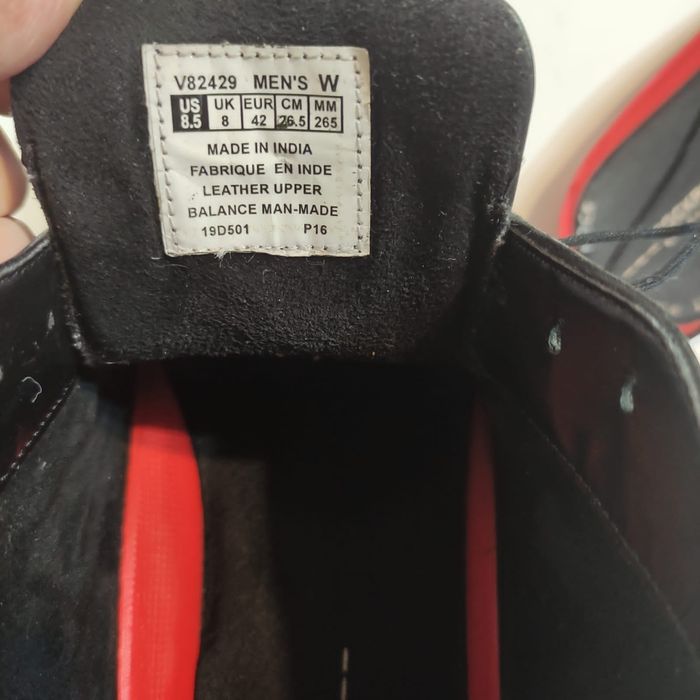 V82429 MEN'S W
US UK EUR CM MM
8.5 8 42 26.5 265
MADE IN INDIA
FABRIQUE EN INDE
LEATHER UPPER
BALANCE MAN-MADE
19D501 P16